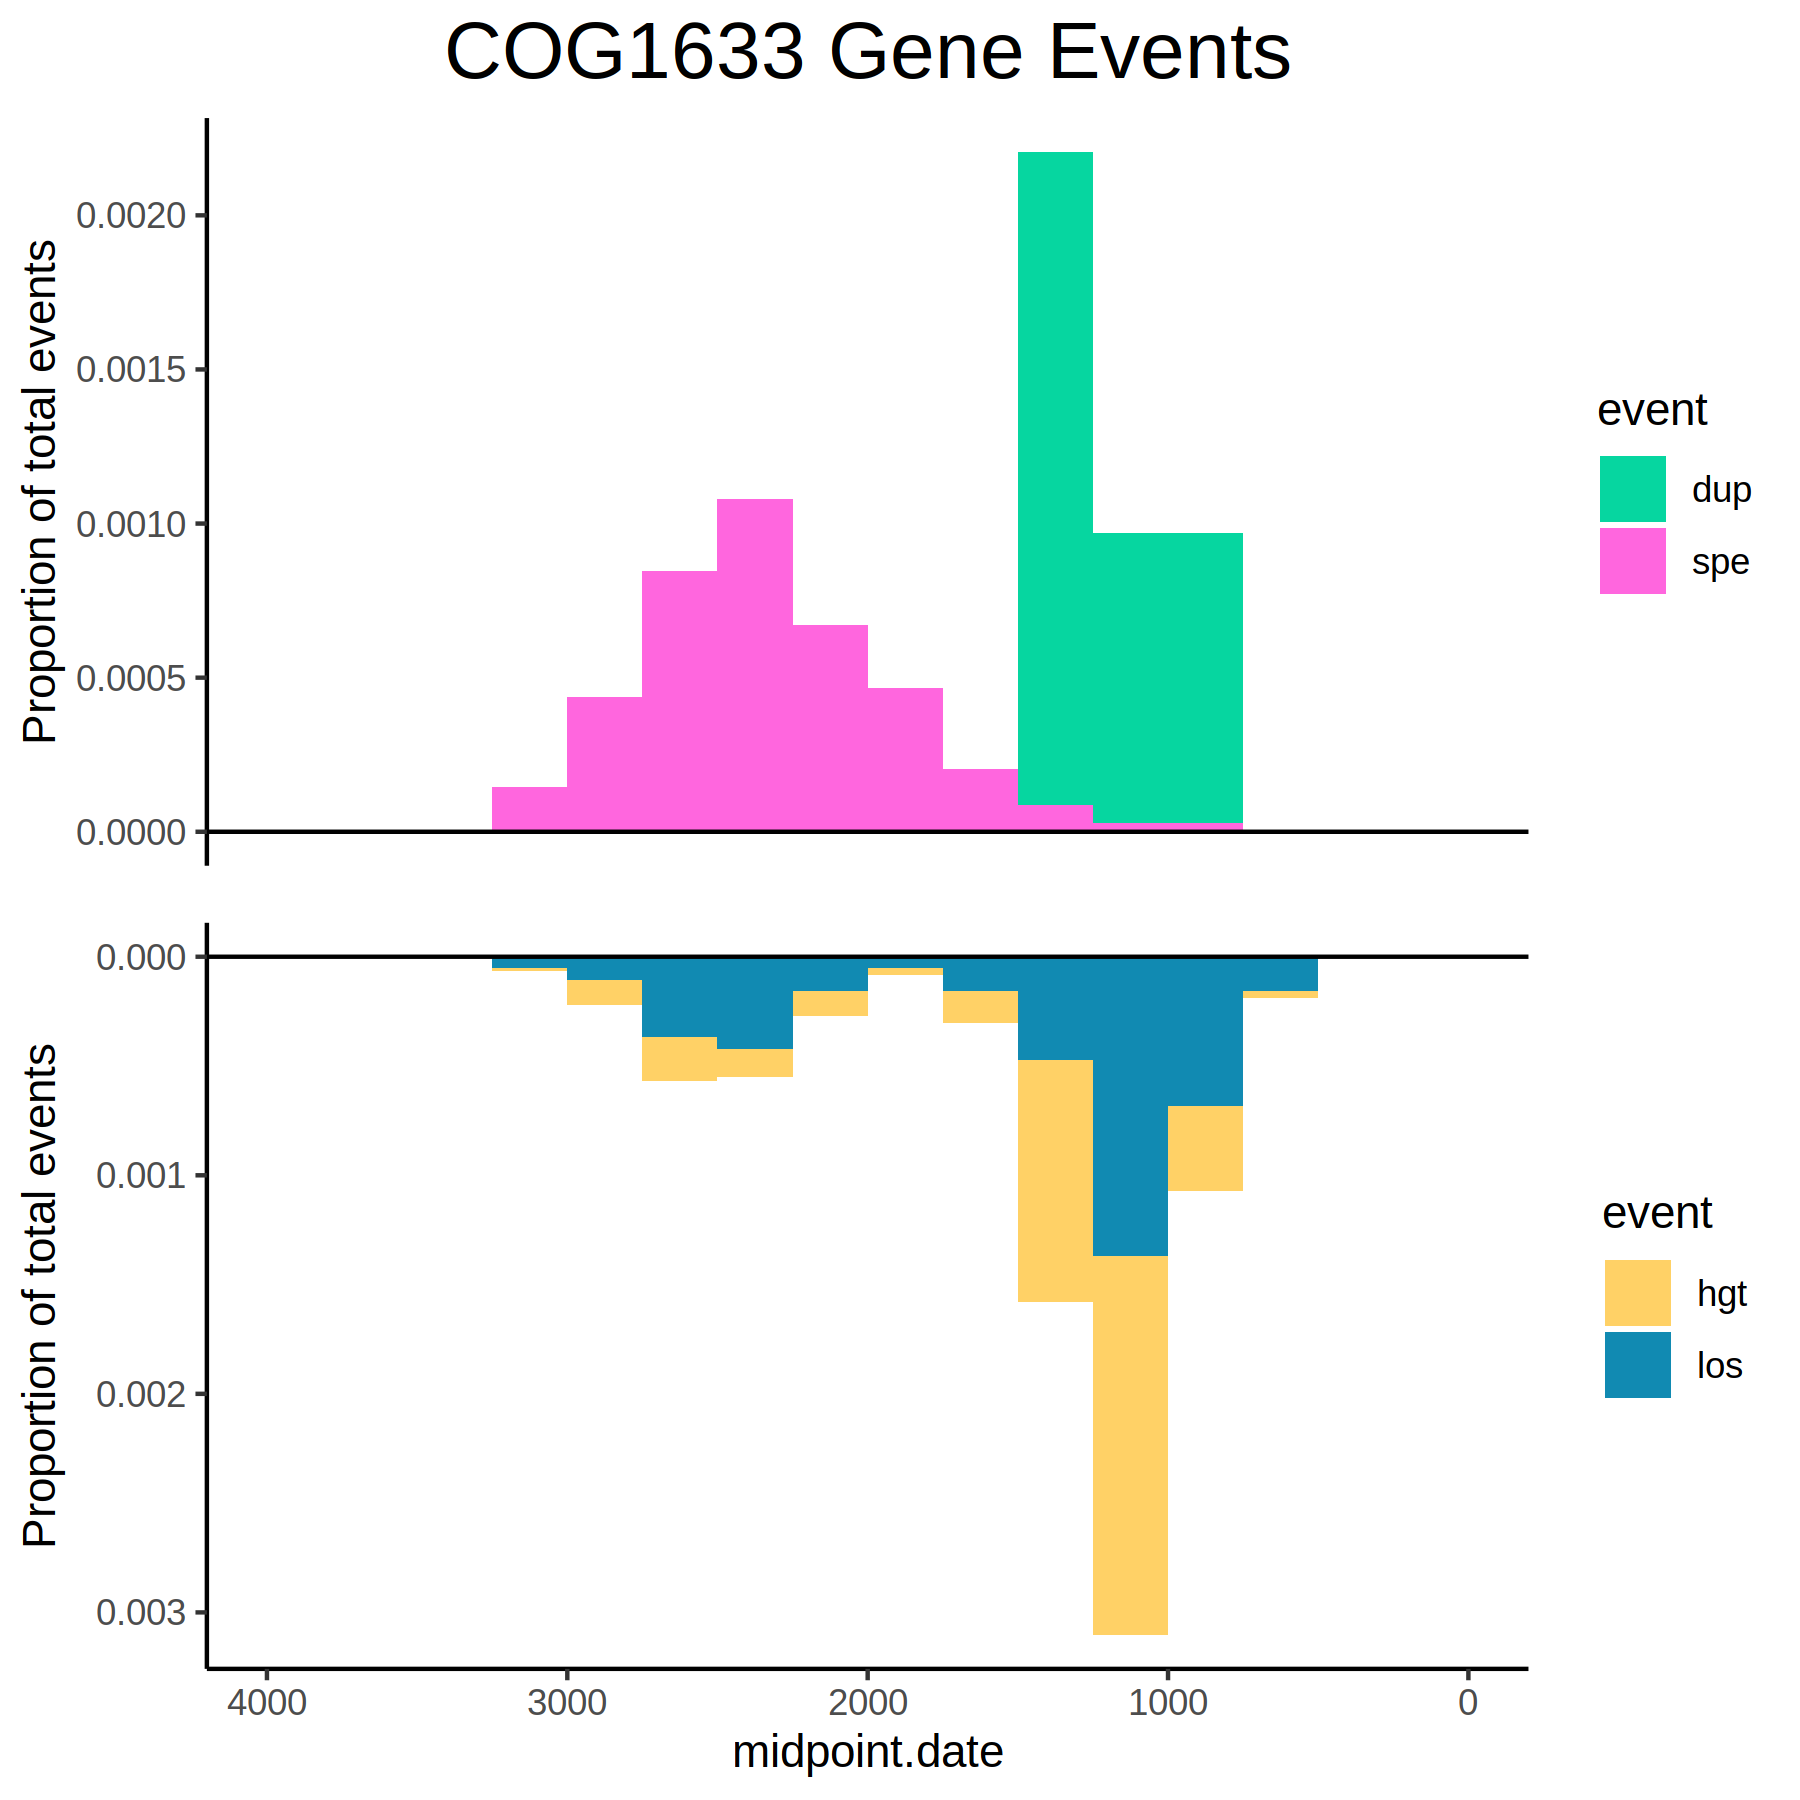 COG1633 Gene Events
Proportion of total events
0.0020
0.0015
0.0010
0.0005
0.0000
event
dup
spe
Proportion of total events
0.000
0.001
0.002
0.003
event
hgt
los
4000 3000 2000 1000 0
midpoint.date